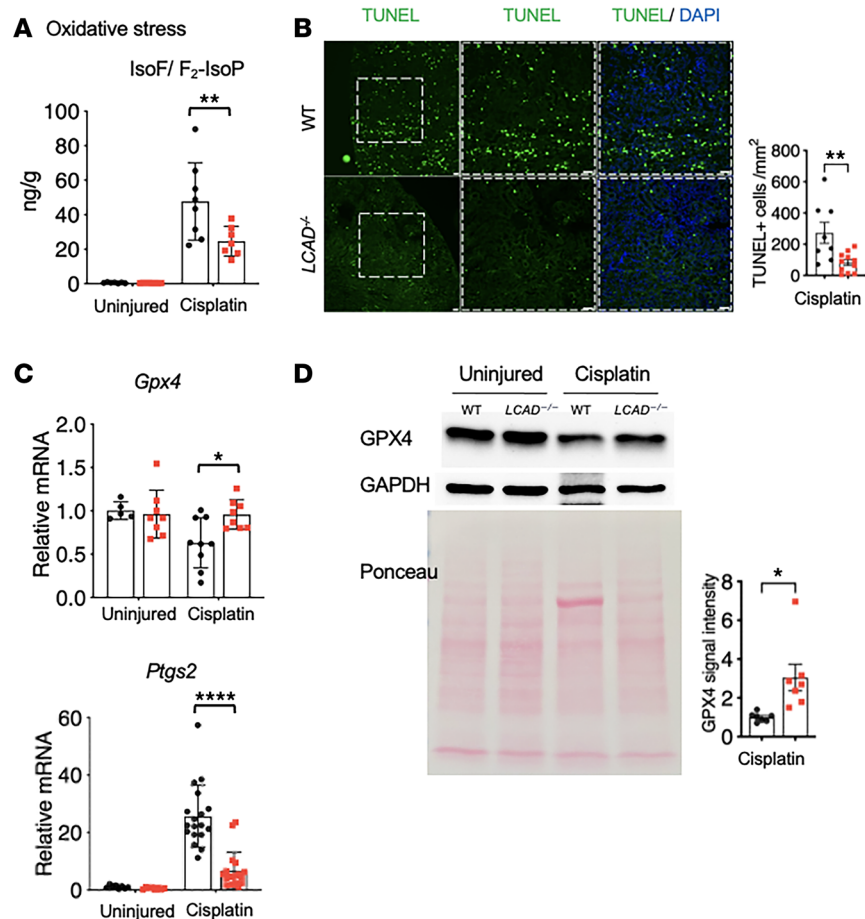 A Oxidative stress
IsoF/ F₂-IsoP
**
100
80
60
40
20
0
ng/g
Uninjured Cisplatin
B
TUNEL TUNEL TUNEL/ DAPI
WT
LCAD⁻/⁻
**
800
600
400
200
0
TUNEL+ cells /mm²
Cisplatin
C
Gpx4
*
2.0
1.5
1.0
0.5
0.0
Relative mRNA
Uninjured Cisplatin
Ptgs2
****
60
40
20
0
Relative mRNA
Uninjured Cisplatin
D
Uninjured Cisplatin
WT LCAD⁻/⁻ WT LCAD⁻/⁻
GPX4
GAPDH
Ponceau
*
8
6
4
2
0
GPX4 signal intensity
Cisplatin